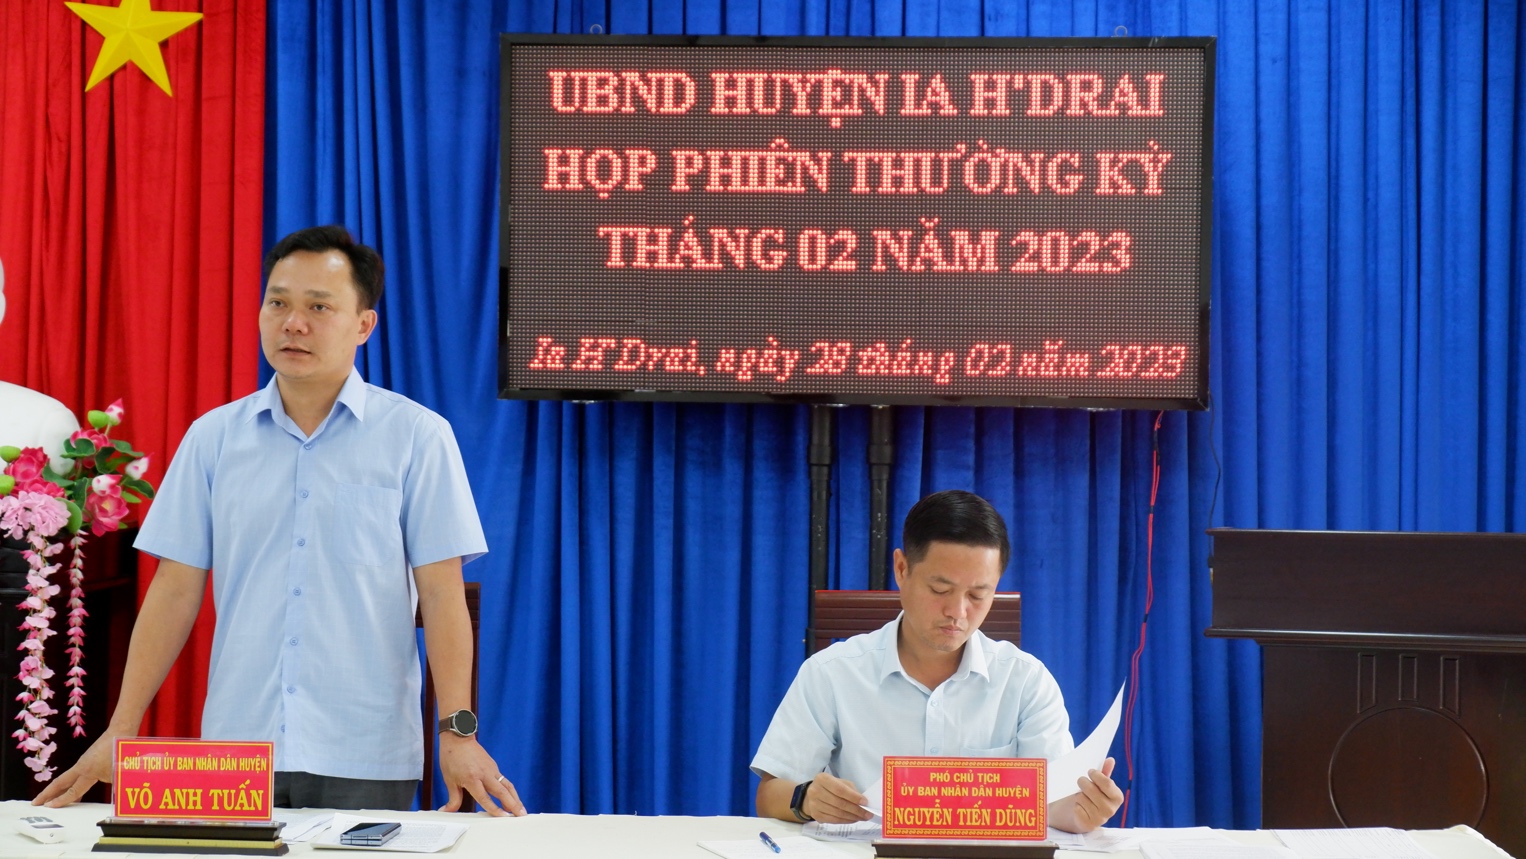 UBND HUYỆN IA H'DRAI
HỌP PHIÊN THƯỜNG KỲ
THÁNG 02 NĂM 2023
Ia H'Drai, ngày 28 tháng 02 năm 2023
CHỦ TỊCH ỦY BAN NHÂN DÂN HUYỆN
VÕ ANH TUẤN
PHÓ CHỦ TỊCH
ỦY BAN NHÂN DÂN HUYỆN
NGUYỄN TIẾN DŨNG